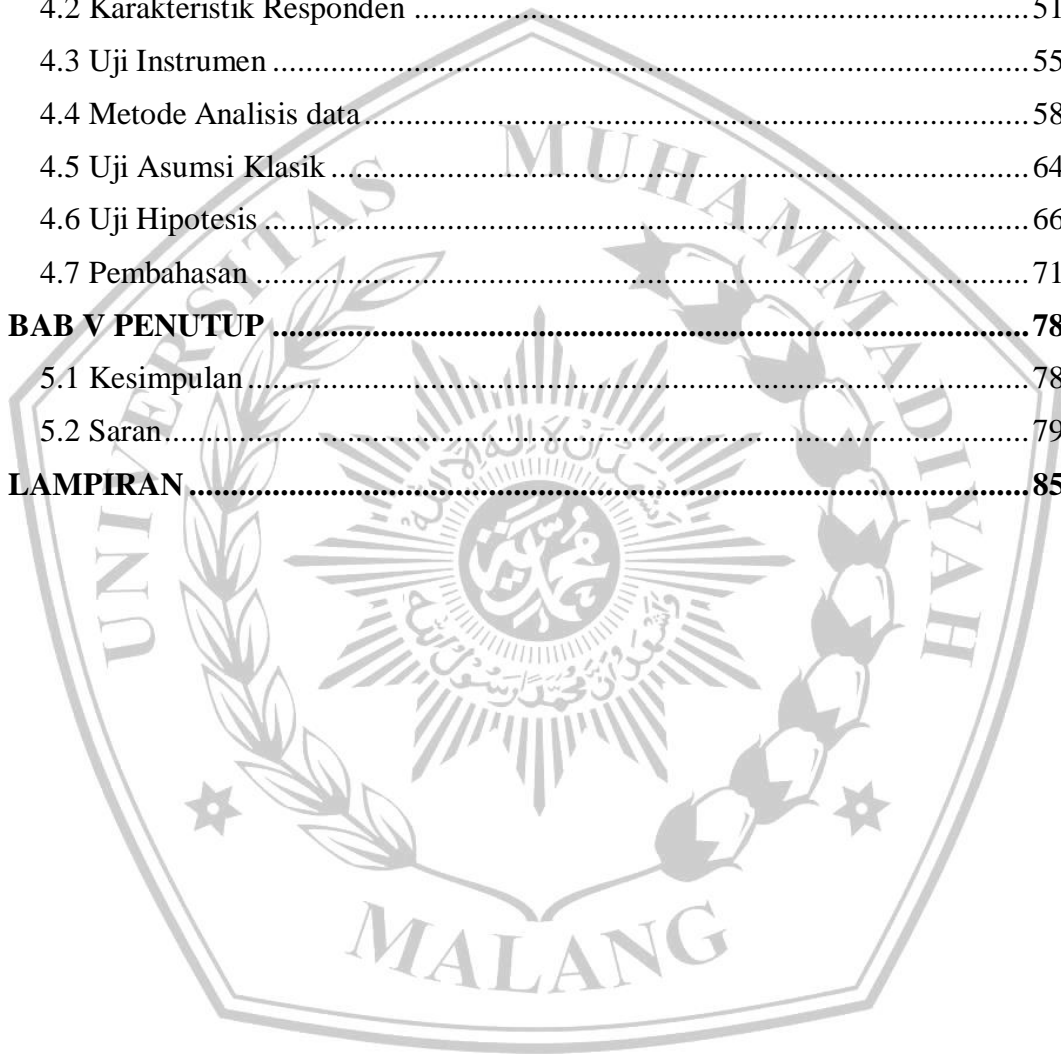 4.2 Karakteristik Responden ........................................................................ 51
4.3 Uji Instrumen ........................................................................ 55
4.4 Metode Analisis data ........................................................................ 58
4.5 Uji Asumsi Klasik ........................................................................ 64
4.6 Uji Hipotesis ........................................................................ 66
4.7 Pembahasan ........................................................................ 71
BAB V PENUTUP ........................................................................ 78
5.1 Kesimpulan ........................................................................ 78
5.2 Saran ........................................................................ 79
LAMPIRAN ........................................................................ 85
UNIVERSITAS MUHAMMADIYAH
MALANG